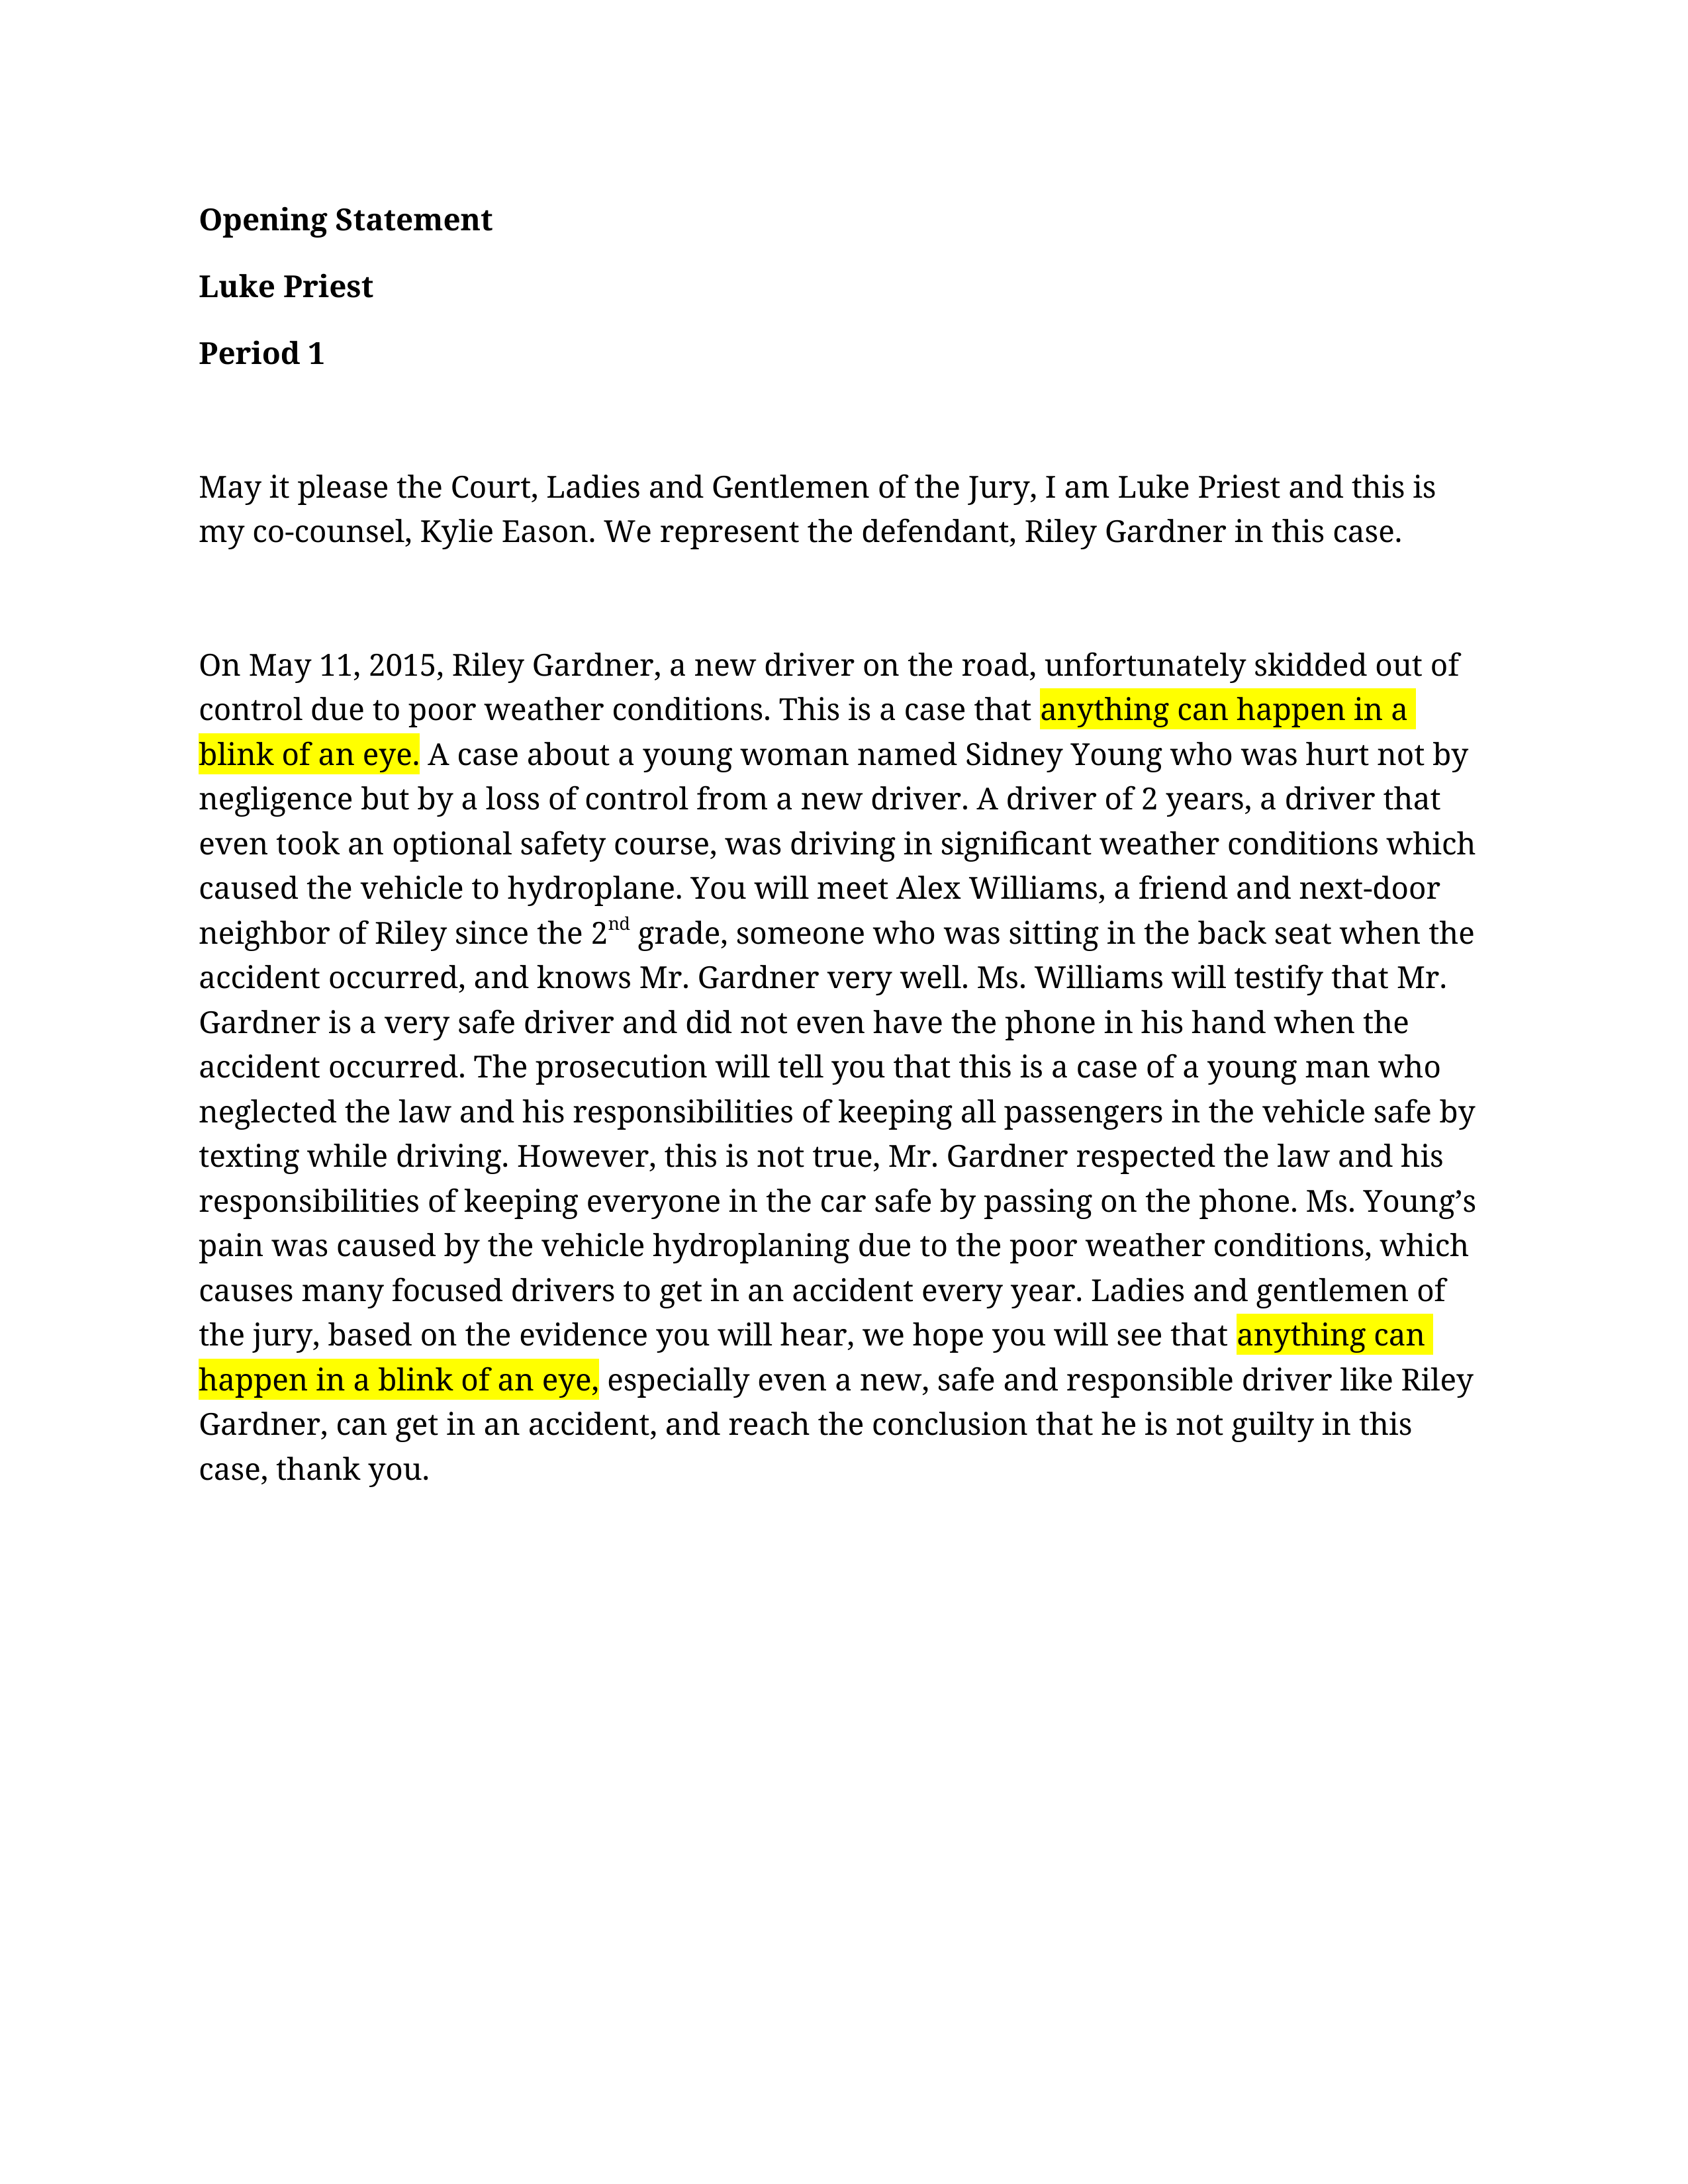 Opening Statement
Luke Priest
Period 1
May it please the Court, Ladies and Gentlemen of the Jury, I am Luke Priest and this is
my co-counsel, Kylie Eason. We represent the defendant, Riley Gardner in this case.
On May 11, 2015, Riley Gardner, a new driver on the road, unfortunately skidded out of
control due to poor weather conditions. This is a case that anything can happen in a
blink of an eye. A case about a young woman named Sidney Young who was hurt not by
negligence but by a loss of control from a new driver. A driver of 2 years, a driver that
even took an optional safety course, was driving in significant weather conditions which
caused the vehicle to hydroplane. You will meet Alex Williams, a friend and next-door
neighbor of Riley since the 2nd grade, someone who was sitting in the back seat when the
accident occurred, and knows Mr. Gardner very well. Ms. Williams will testify that Mr.
Gardner is a very safe driver and did not even have the phone in his hand when the
accident occurred. The prosecution will tell you that this is a case of a young man who
neglected the law and his responsibilities of keeping all passengers in the vehicle safe by
texting while driving. However, this is not true, Mr. Gardner respected the law and his
responsibilities of keeping everyone in the car safe by passing on the phone. Ms. Young’s
pain was caused by the vehicle hydroplaning due to the poor weather conditions, which
causes many focused drivers to get in an accident every year. Ladies and gentlemen of
the jury, based on the evidence you will hear, we hope you will see that anything can
happen in a blink of an eye, especially even a new, safe and responsible driver like Riley
Gardner, can get in an accident, and reach the conclusion that he is not guilty in this
case, thank you.